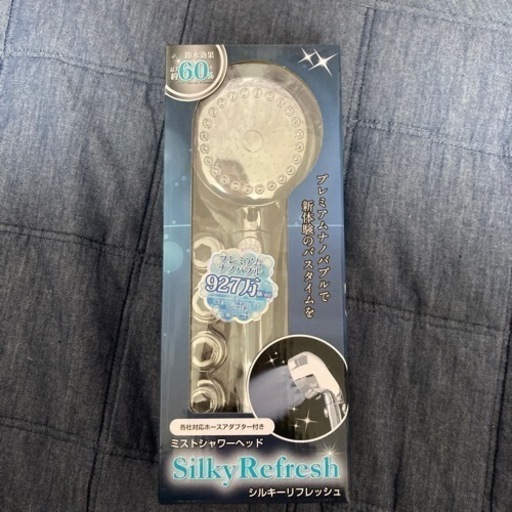 節水効果
最大
約60%
プレミアムナノバブルで
新体験のバスタイムを
プレミアム
ナノバブル
927万
各社対応ホースアダプター付き
ミストシャワーヘッド
SilkyRefresh
シルキーリフレッシュ